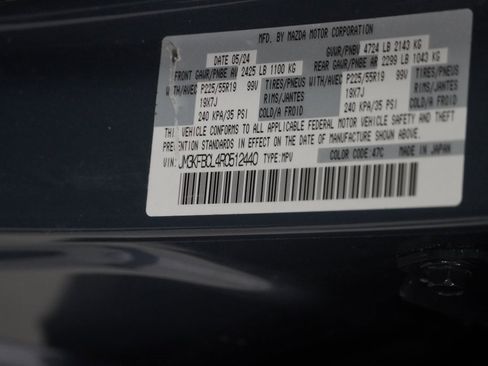 MFD. BY MAZDA MOTOR CORPORATION
DATE 05/24 GVWR/PNBV 4724 LB 2143 KG
FRONT GAWR/PNBE AV 2425 LB 1100 KG REAR GAWR/PNBE AR 2299 LB 1043 KG
WITH/AVEC P225/55R19 99V TIRES/PNEUS WITH/AVEC P225/55R19 99V TIRES/PNEUS
19X7J RIMS/JANTES 19X7J RIMS/JANTES
240 KPA/35 PSI COLD/A FROID 240 KPA/35 PSI COLD/A FROID
THIS VEHICLE CONFORMS TO ALL APPLICABLE FEDERAL MOTOR VEHICLE SAFETY AND THEFT
PREVENTION STANDARDS IN EFFECT ON THE DATE OF MANUFACTURE SHOWN ABOVE.
VIN: JM3KFBCL4R0512440 TYPE:MPV COLOR CODE 47C MADE IN JAPAN